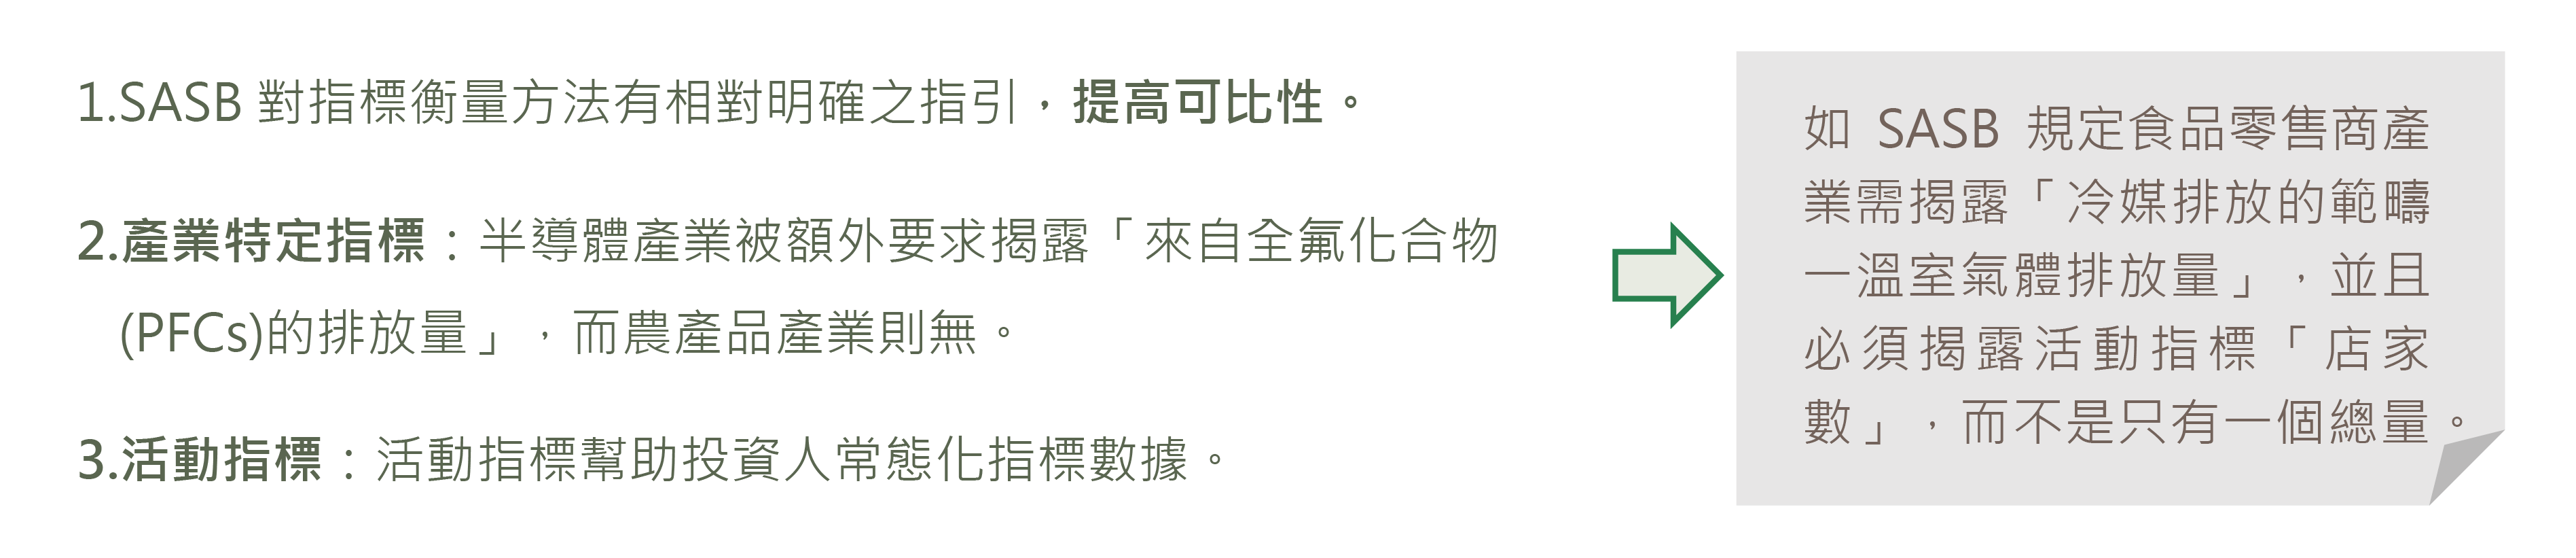 1.SASB 對指標衡量方法有相對明確之指引，提高可比性。
2.產業特定指標：半導體產業被額外要求揭露「來自全氟化合物
(PFCs)的排放量」，而農產品產業則無。
3.活動指標：活動指標幫助投資人常態化指標數據。
如 SASB 規定食品零售商產
業需揭露「冷媒排放的範疇
一溫室氣體排放量」，並且
必須揭露活動指標「店家
數」，而不是只有一個總量。